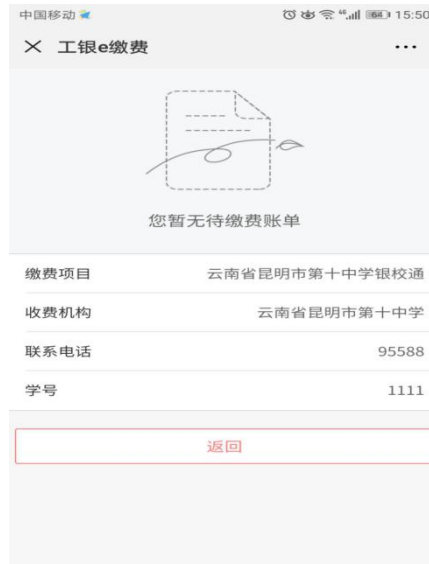 中国移动 46 64 15:50
工银e缴费
您暂无待缴费账单
缴费项目 云南省昆明市第十中学银校通
收费机构 云南省昆明市第十中学
联系电话 95588
学号 1111
返回